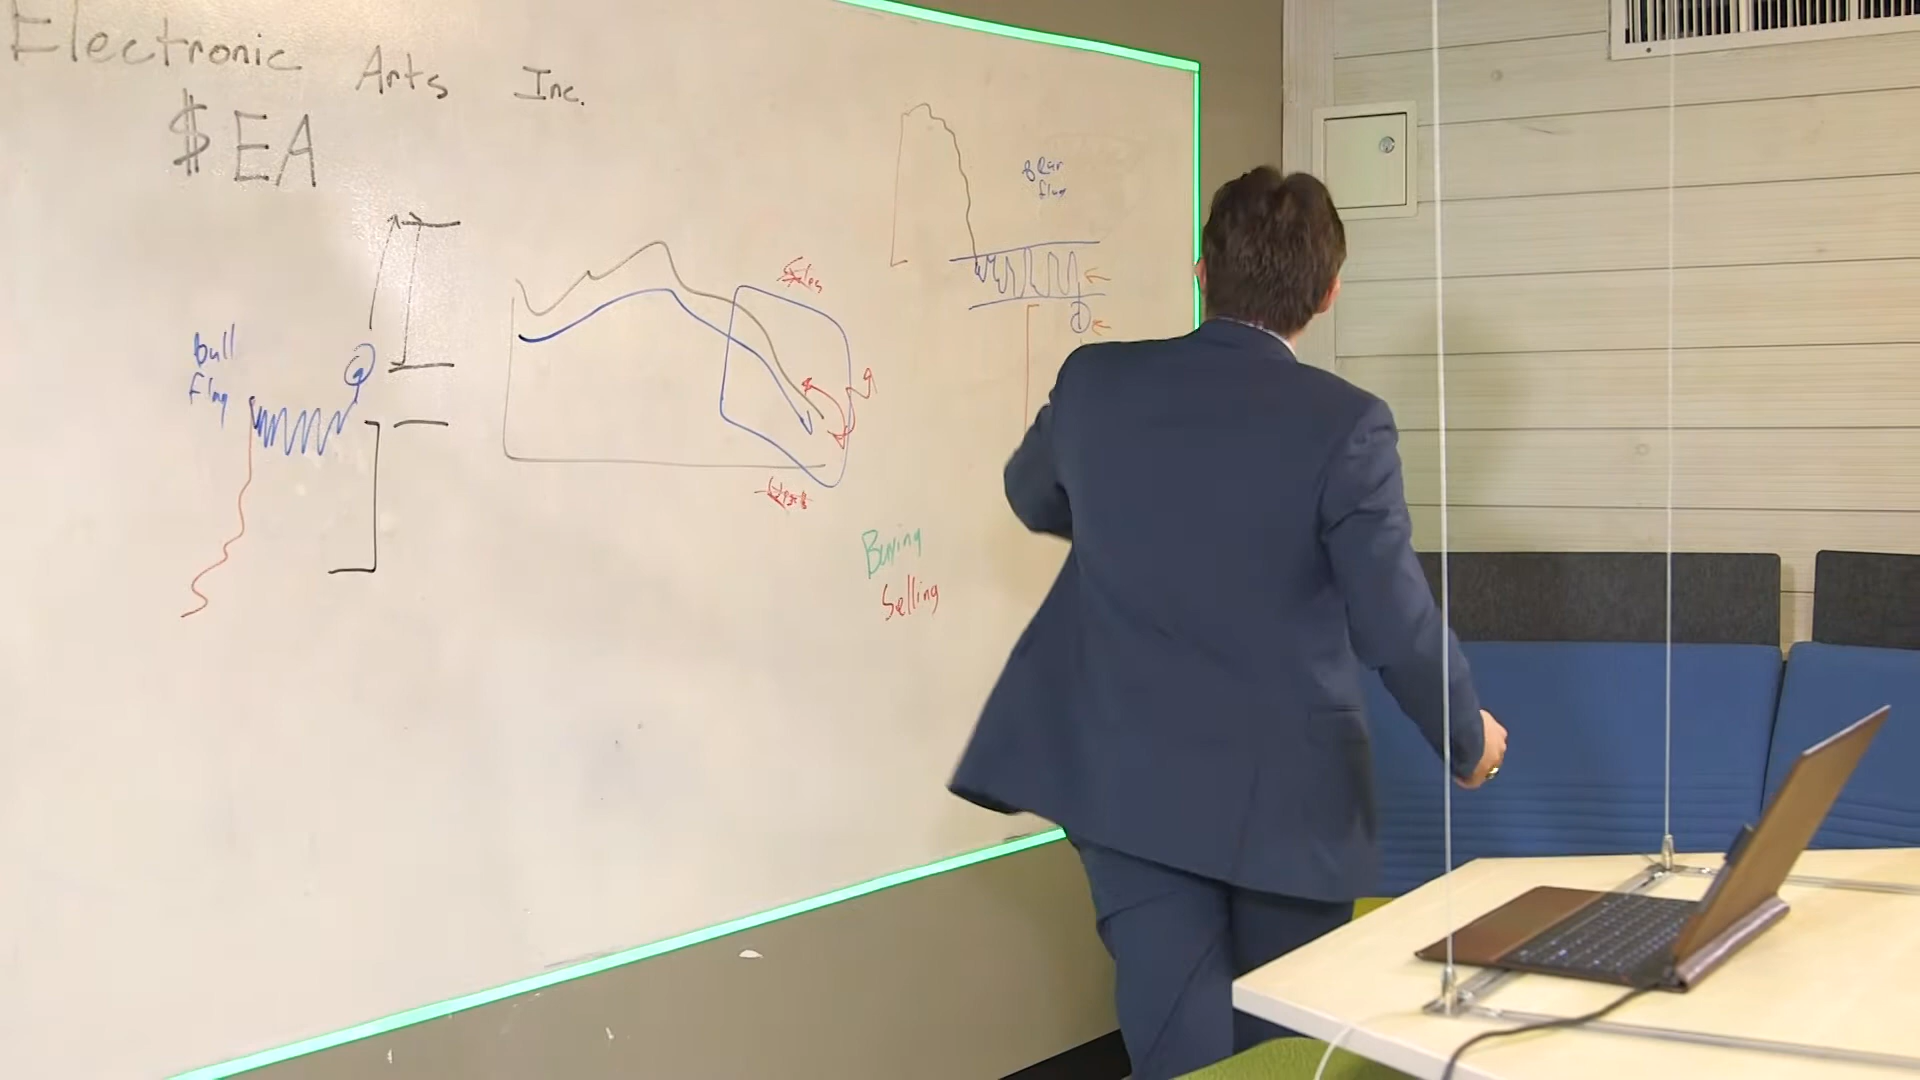 Electronic Arts Inc.
$EA
bull
flag
Bear
flag
Sales
Buying
Selling